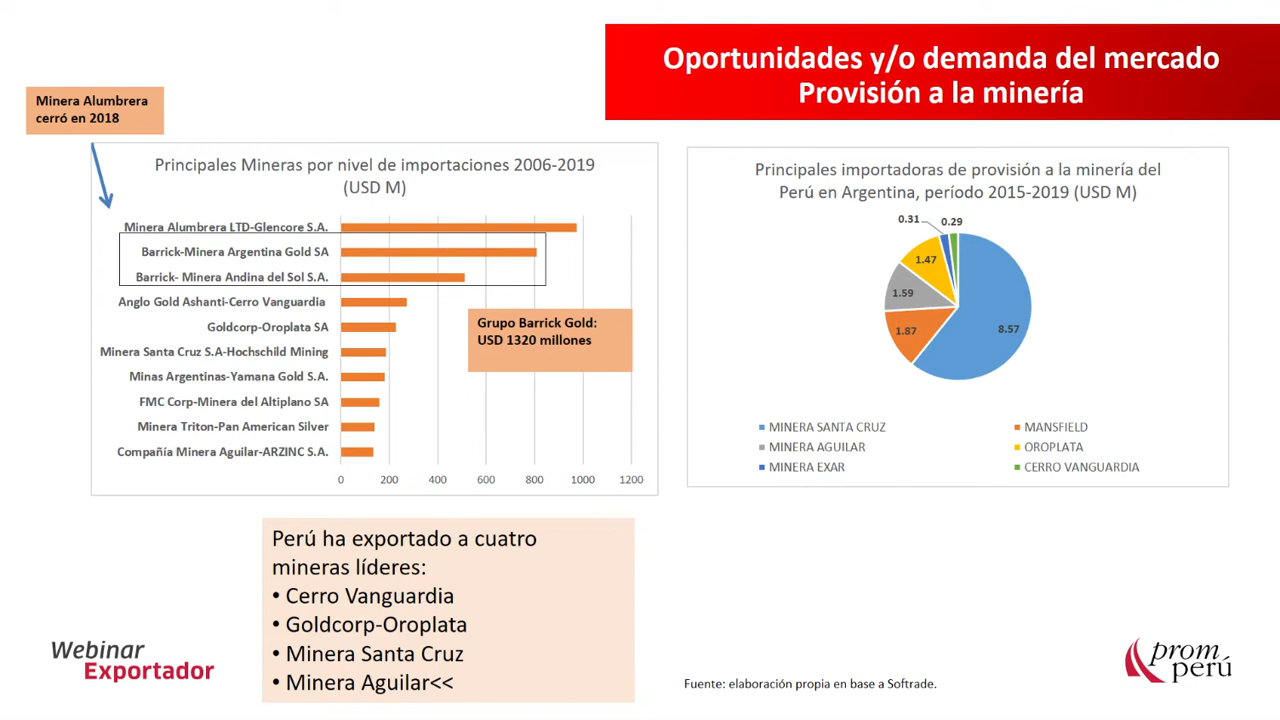 Oportunidades y/o demanda del mercado
Provisión a la minería
Minera Alumbrera
cerró en 2018
Principales Mineras por nivel de importaciones 2006-2019
(USD M)
Minera Alumbrera LTD-Glencore S.A.
Barrick-Minera Argentina Gold SA
Barrick- Minera Andina del Sol S.A.
Anglo Gold Ashanti-Cerro Vanguardia
Goldcorp-Oroplata SA
Minera Santa Cruz S.A-Hochschild Mining
Minas Argentinas-Yamana Gold S.A.
FMC Corp-Minera del Altiplano SA
Minera Triton-Pan American Silver
Compañía Minera Aguilar-ARZINC S.A.
0 200 400 600 800 1000 1200
Grupo Barrick Gold:
USD 1320 millones
Principales importadoras de provisión a la minería del
Perú en Argentina, período 2015-2019 (USD M)
0.31
0.29
1.47
1.59
1.87
8.57
MINERA SANTA CRUZ
MANSFIELD
MINERA AGUILAR
OROPLATA
MINERA EXAR
CERRO VANGUARDIA
Perú ha exportado a cuatro
mineras líderes:
• Cerro Vanguardia
• Goldcorp-Oroplata
• Minera Santa Cruz
• Minera Aguilar<<
Webinar
Exportador
Fuente: elaboración propia en base a Softrade.
prom
perú